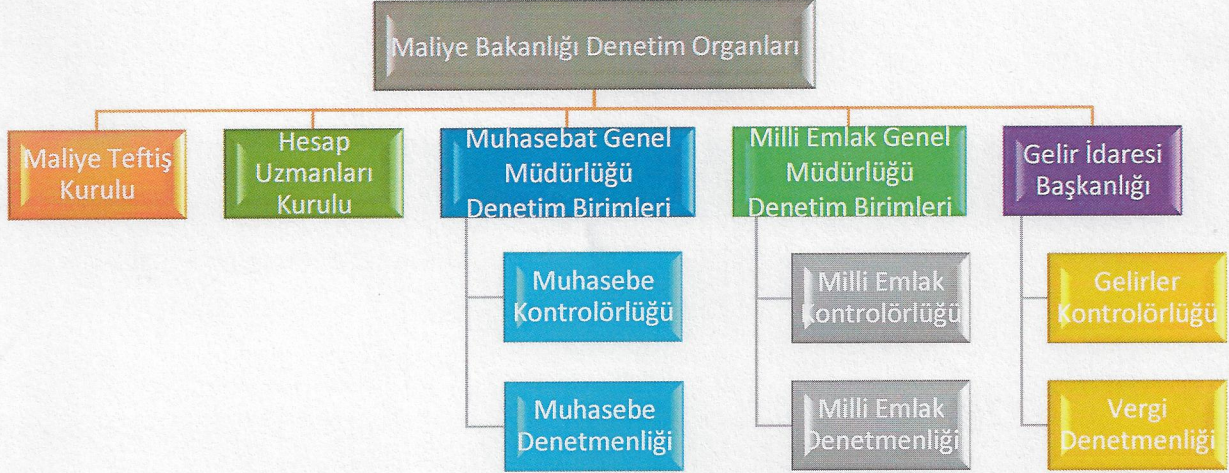 Maliye Bakanlığı Denetim Organları
Maliye Teftiş
Kurulu
Hesap
Uzmanları
Kurulu
Muhasebat Genel
Müdürlüğü
Denetim Birimleri
Milli Emlak Genel
Müdürlüğü
Denetim Birimleri
Gelir İdaresi
Başkanlığı
Muhasebe
Kontrolörlüğü
Muhasebe
Denetmenliği
Milli Emlak
Kontrolörlüğü
Milli Emlak
Denetmenliği
Gelirler
Kontrolörlüğü
Vergi
Denetmenliği